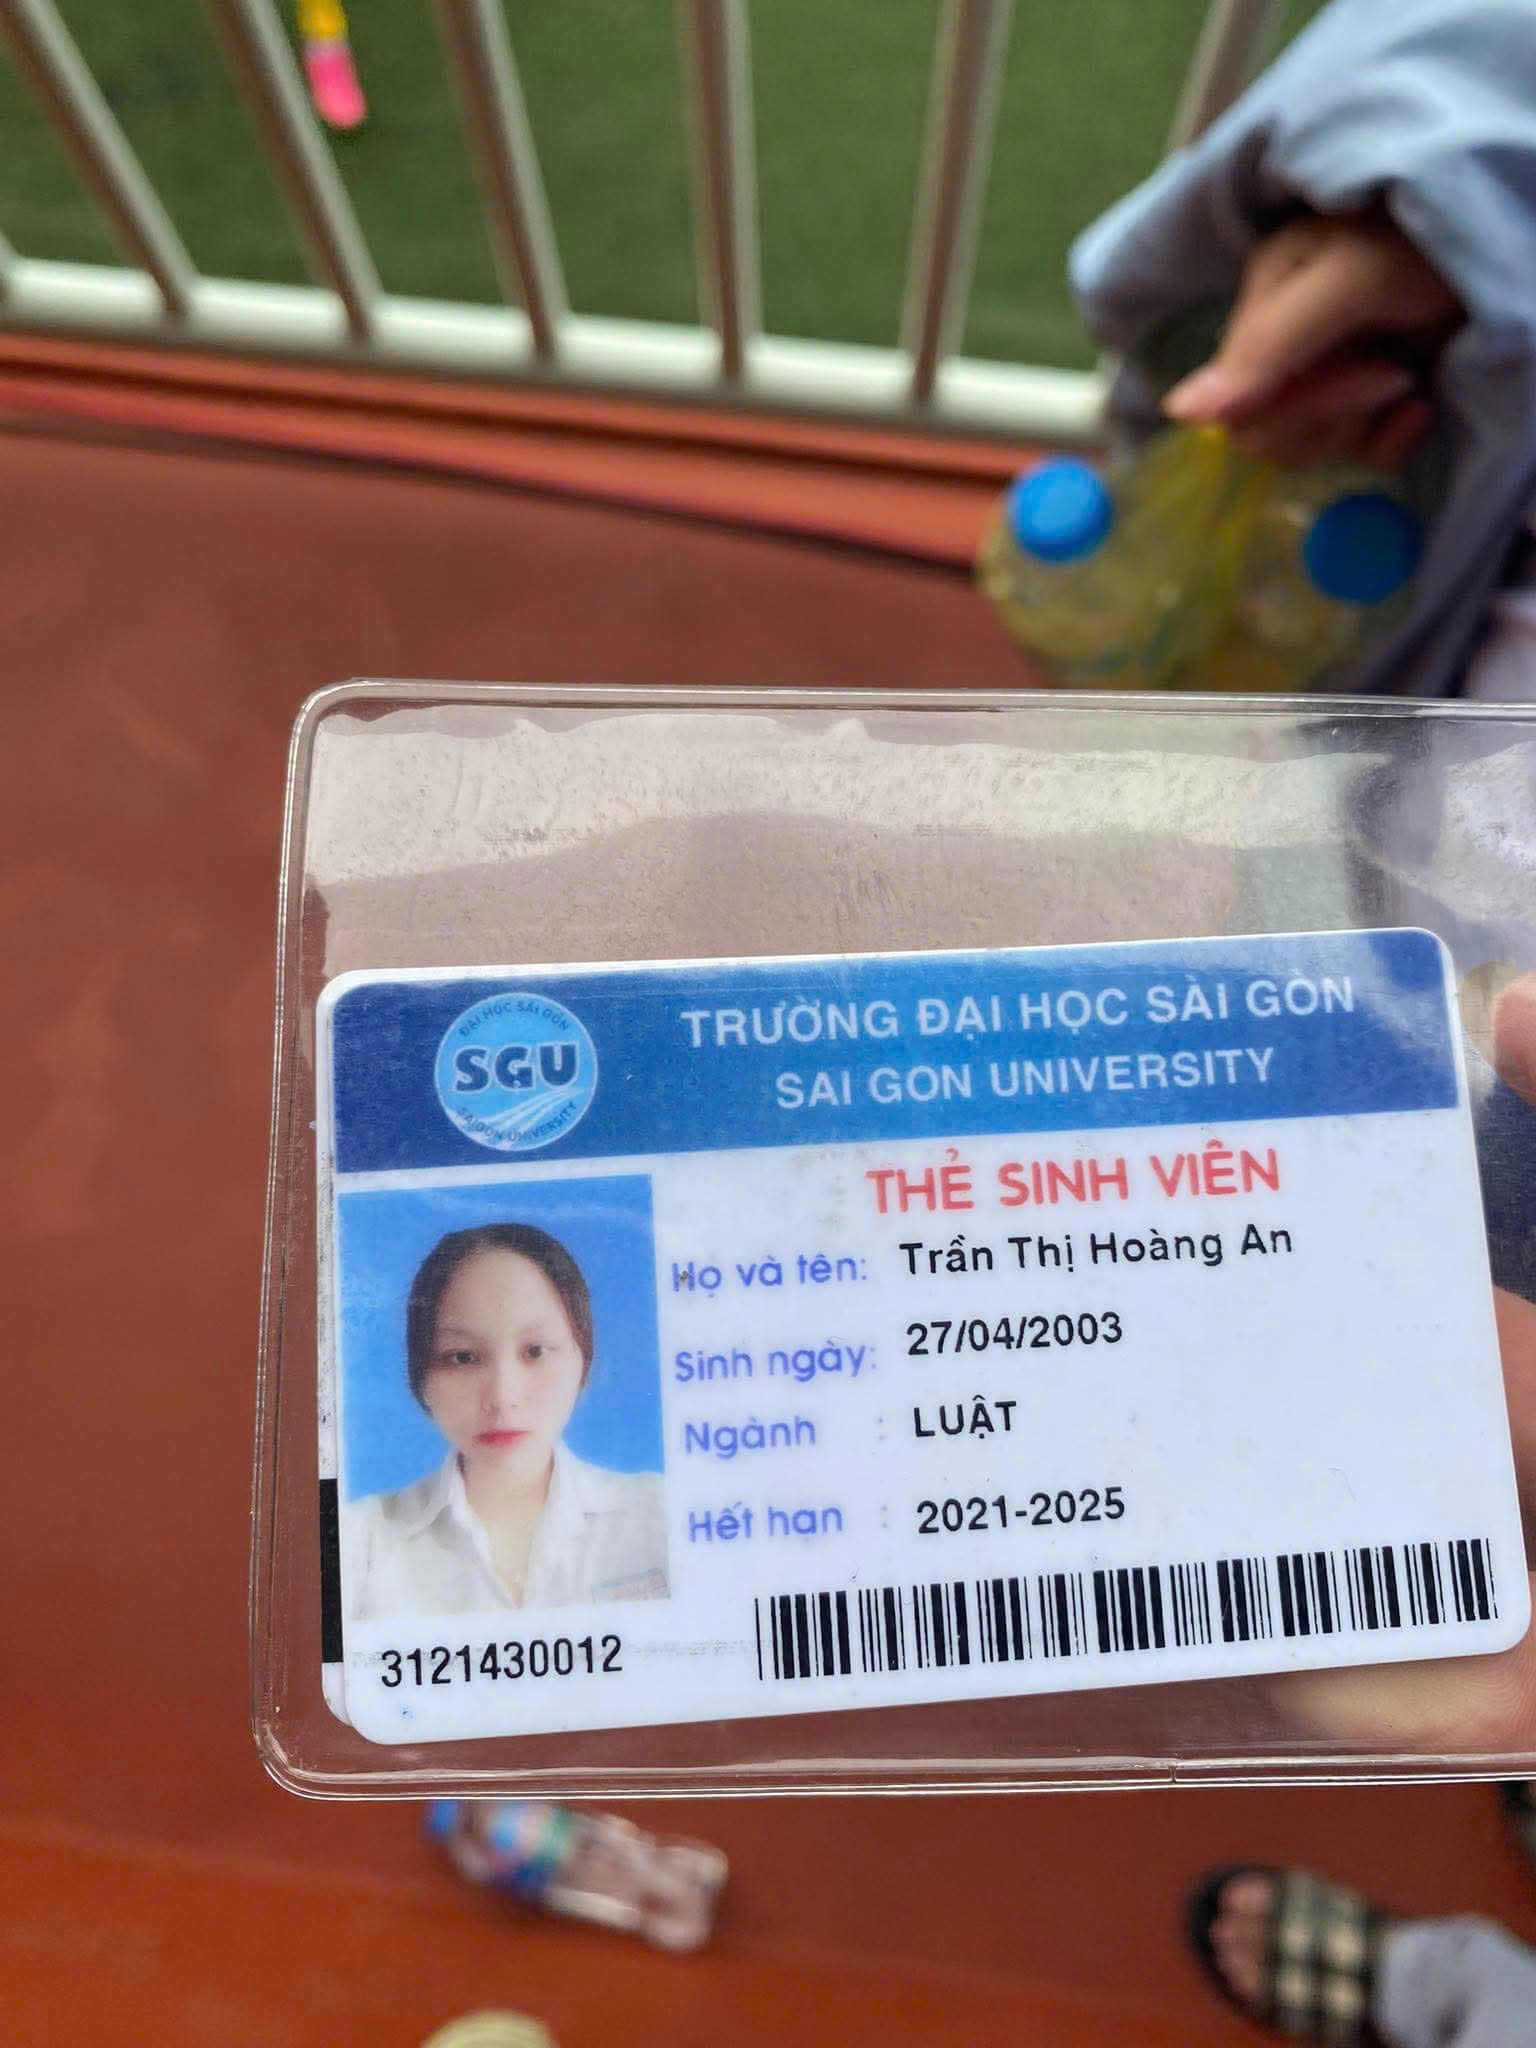 ĐẠI HỌC SÀI GÒN
SGU
SAIGON UNIVERSITY
TRƯỜNG ĐẠI HỌC SÀI GÒN
SAI GON UNIVERSITY
THẺ SINH VIÊN
Họ và tên: Trần Thị Hoàng An
Sinh ngày: 27/04/2003
Ngành : LUẬT
Hết hạn : 2021-2025
3121430012